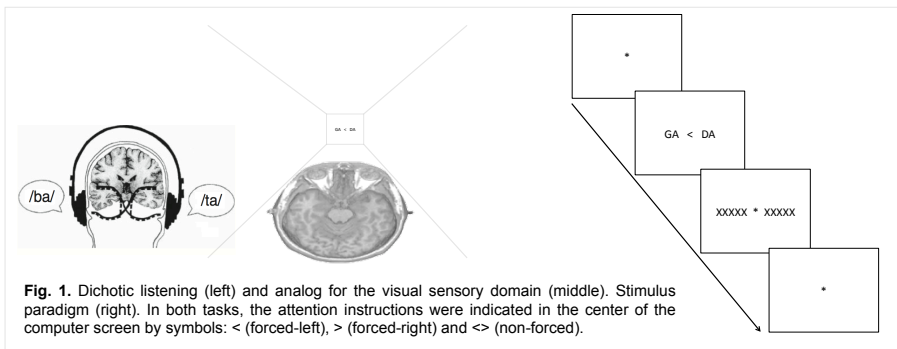 /ba/
/ta/
GA < DA
*
GA < DA
XXXXX * XXXXX
*
Fig. 1. Dichotic listening (left) and analog for the visual sensory domain (middle). Stimulus
paradigm (right). In both tasks, the attention instructions were indicated in the center of the
computer screen by symbols: < (forced-left), > (forced-right) and <> (non-forced).